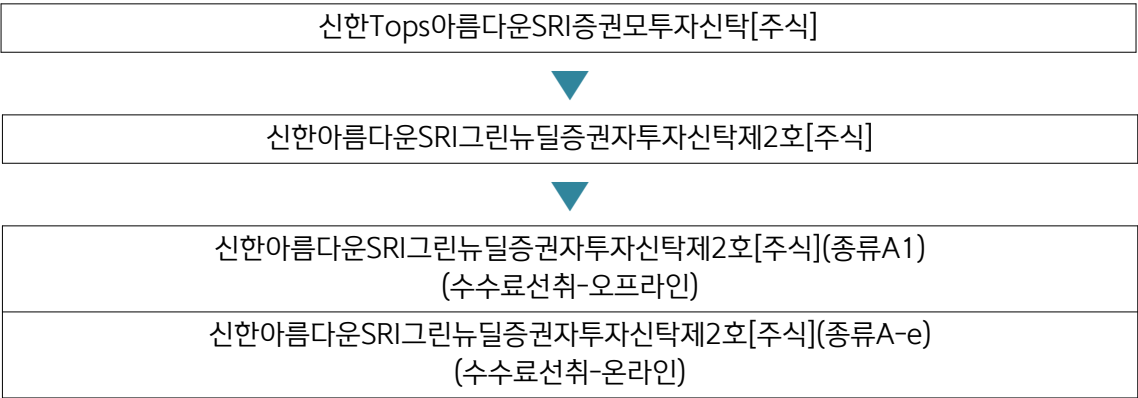 신한Tops아름다운SRI증권모투자신탁[주식]
신한아름다운SRI그린뉴딜증권자투자신탁제2호[주식]
신한아름다운SRI그린뉴딜증권자투자신탁제2호[주식](종류A1)
(수수료선취-오프라인)
신한아름다운SRI그린뉴딜증권자투자신탁제2호[주식](종류A-e)
(수수료선취-온라인)